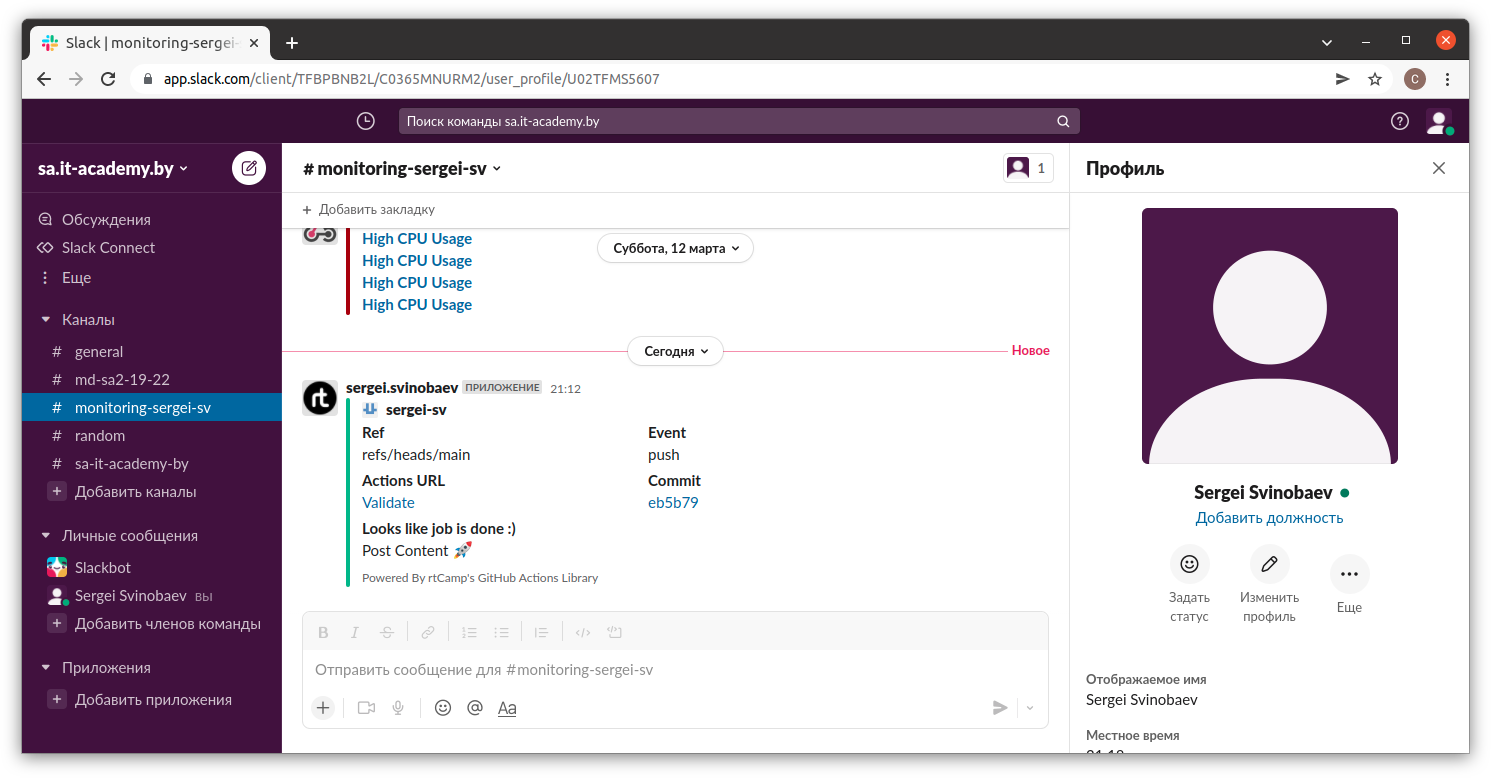 Slack | monitoring-sergei-
app.slack.com/client/TFBPBNB2L/C0365MNURM2/user_profile/U02TFMS5607
C
Поиск команды sa.it-academy.by
sa.it-academy.by
Обсуждения
Slack Connect
Еще
Каналы
# general
# md-sa2-19-22
# monitoring-sergei-sv
# random
# sa-it-academy-by
+ Добавить каналы
Личные сообщения
Slackbot
Sergei Svinobaev вы
+ Добавить членов команды
Приложения
+ Добавить приложения
# monitoring-sergei-sv
1
+ Добавить закладку
High CPU Usage
Суббота, 12 марта
High CPU Usage
High CPU Usage
High CPU Usage
Сегодня
Новое
rt
sergei.svinobaev ПРИЛОЖЕНИЕ 21:12
sergei-sv
Ref Event
refs/heads/main push
Actions URL Commit
Validate eb5b79
Looks like job is done :)
Post Content 🚀
Powered By rtCamp's GitHub Actions Library
Отправить сообщение для #monitoring-sergei-sv
Aa
Профиль
Sergei Svinobaev
Добавить должность
Задать статус
Изменить профиль
Еще
Отображаемое имя
Sergei Svinobaev
Местное время